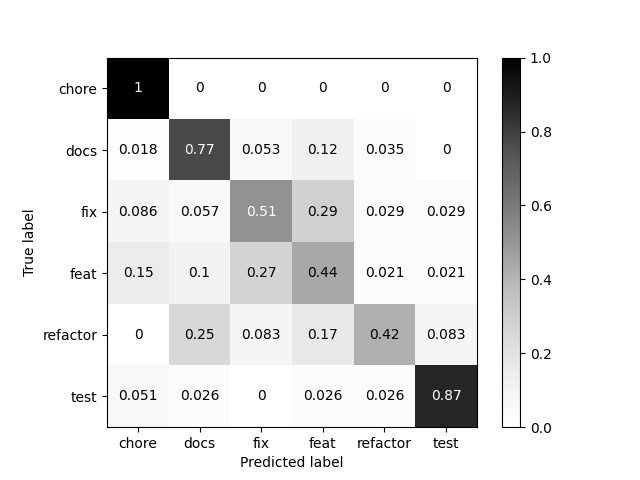 chore 1 0 0 0 0 0
docs 0.018 0.77 0.053 0.12 0.035 0
fix 0.086 0.057 0.51 0.29 0.029 0.029
feat 0.15 0.1 0.27 0.44 0.021 0.021
refactor 0 0.25 0.083 0.17 0.42 0.083
test 0.051 0.026 0 0.026 0.026 0.87
chore docs fix feat refactor test
Predicted label
True label
1.0
0.8
0.6
0.4
0.2
0.0